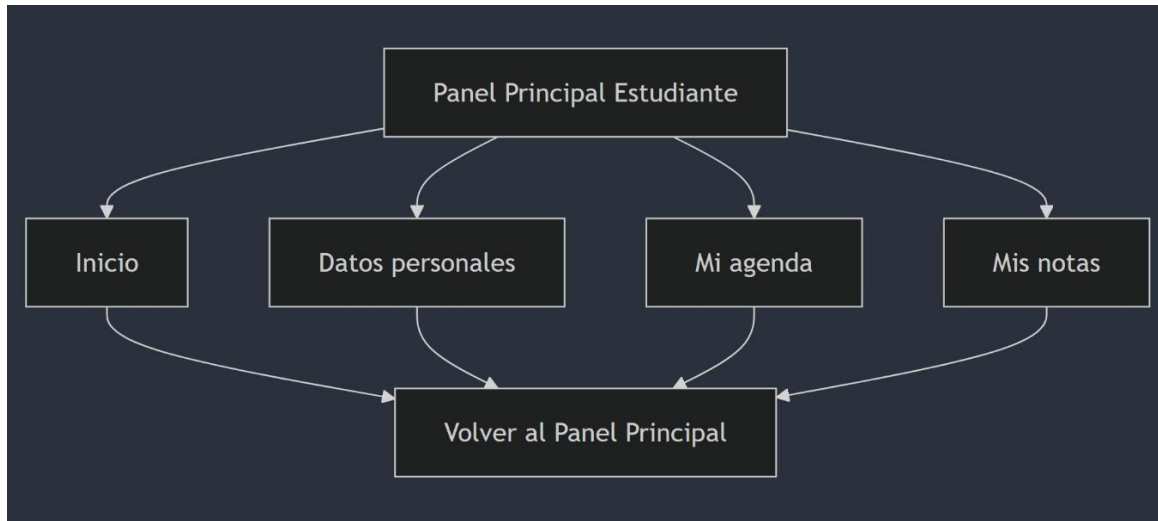 Panel Principal Estudiante
Inicio
Datos personales
Mi agenda
Mis notas
Volver al Panel Principal